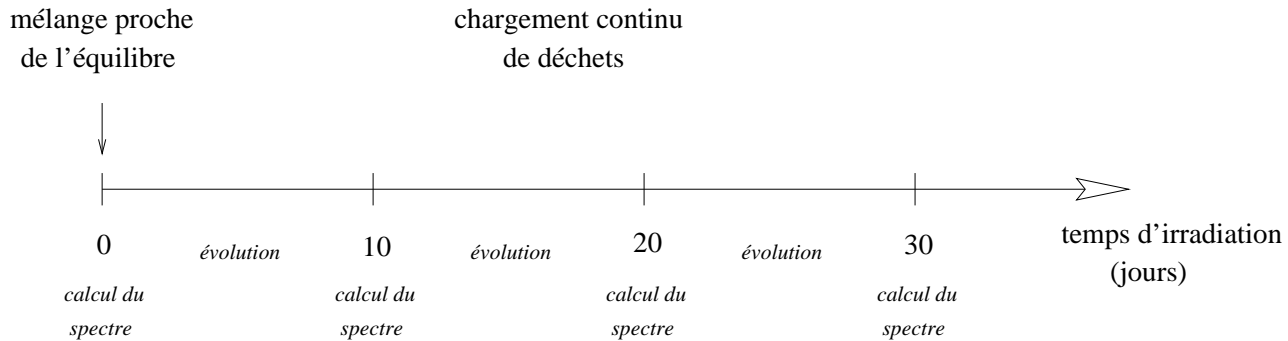 mélange proche
de l’équilibre
chargement continu
de déchets
0
évolution
10
évolution
20
évolution
30
temps d’irradiation
(jours)
calcul du
spectre
calcul du
spectre
calcul du
spectre
calcul du
spectre